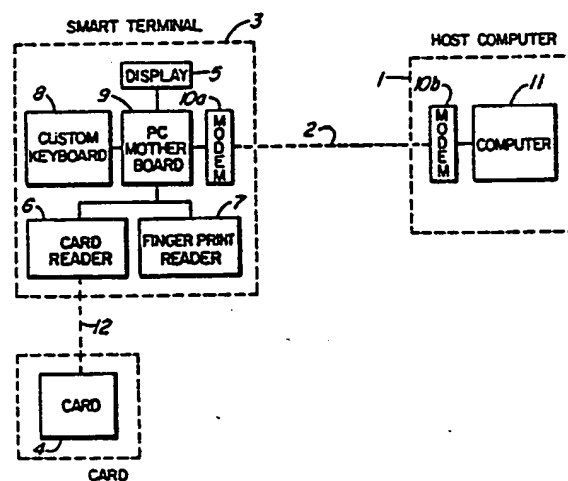 SMART TERMINAL
3
DISPLAY
5
8
9
10a
CUSTOM
KEYBOARD
PC
MOTHER
BOARD
MODEM
6
7
CARD
READER
FINGER PRINT
READER
12
CARD
4
CARD
2
HOST COMPUTER
1
10b
11
MODEM
COMPUTER